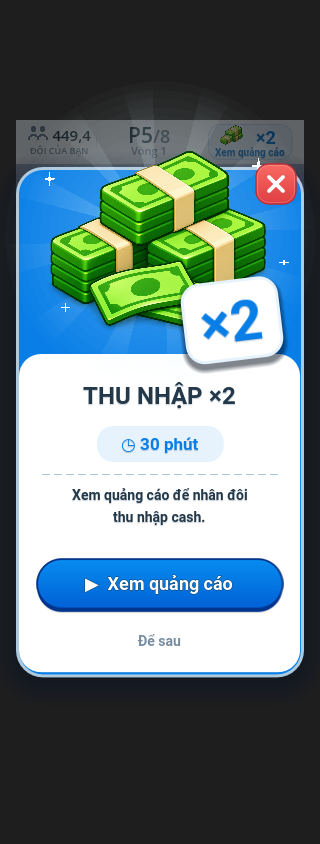 449,4
ĐỘI CỦA BẠN
P5/8
Vòng 1
×2
Xem quảng cáo
×2
THU NHẬP ×2
30 phút
Xem quảng cáo để nhân đôi
thu nhập cash.
Xem quảng cáo
Để sau